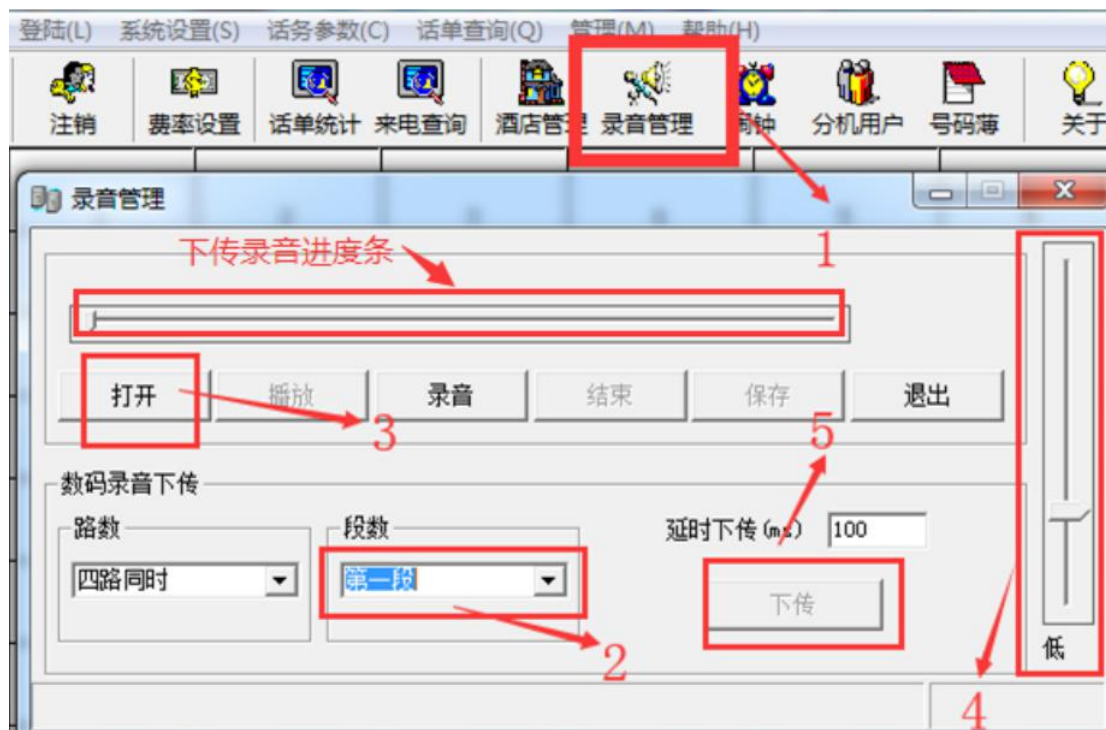 登陆(L) 系统设置(S) 话务参数(C) 话单查询(Q) 管理(M) 帮助(H)
注销 费率设置 话单统计 来电查询 酒店管理 录音管理 闹钟 分机用户 号码薄 关于
录音管理
1
下传录音进度条
打开 播放 录音 结束 保存 退出
3
5
数码录音下传
路数 段数 延时下传(ms) 100
四路同时 第一段 下传
2
低
4